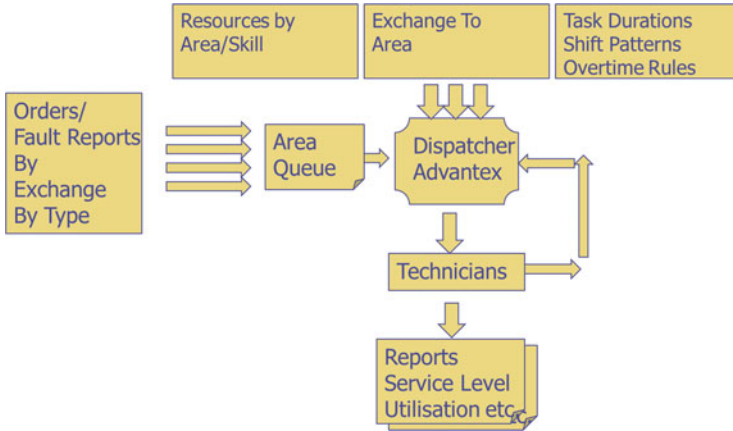 Resources by
Area/Skill
Exchange To
Area
Task Durations
Shift Patterns
Overtime Rules
Orders/
Fault Reports
By
Exchange
By Type
Area
Queue
Dispatcher
Advantex
Technicians
Reports
Service Level
Utilisation etc